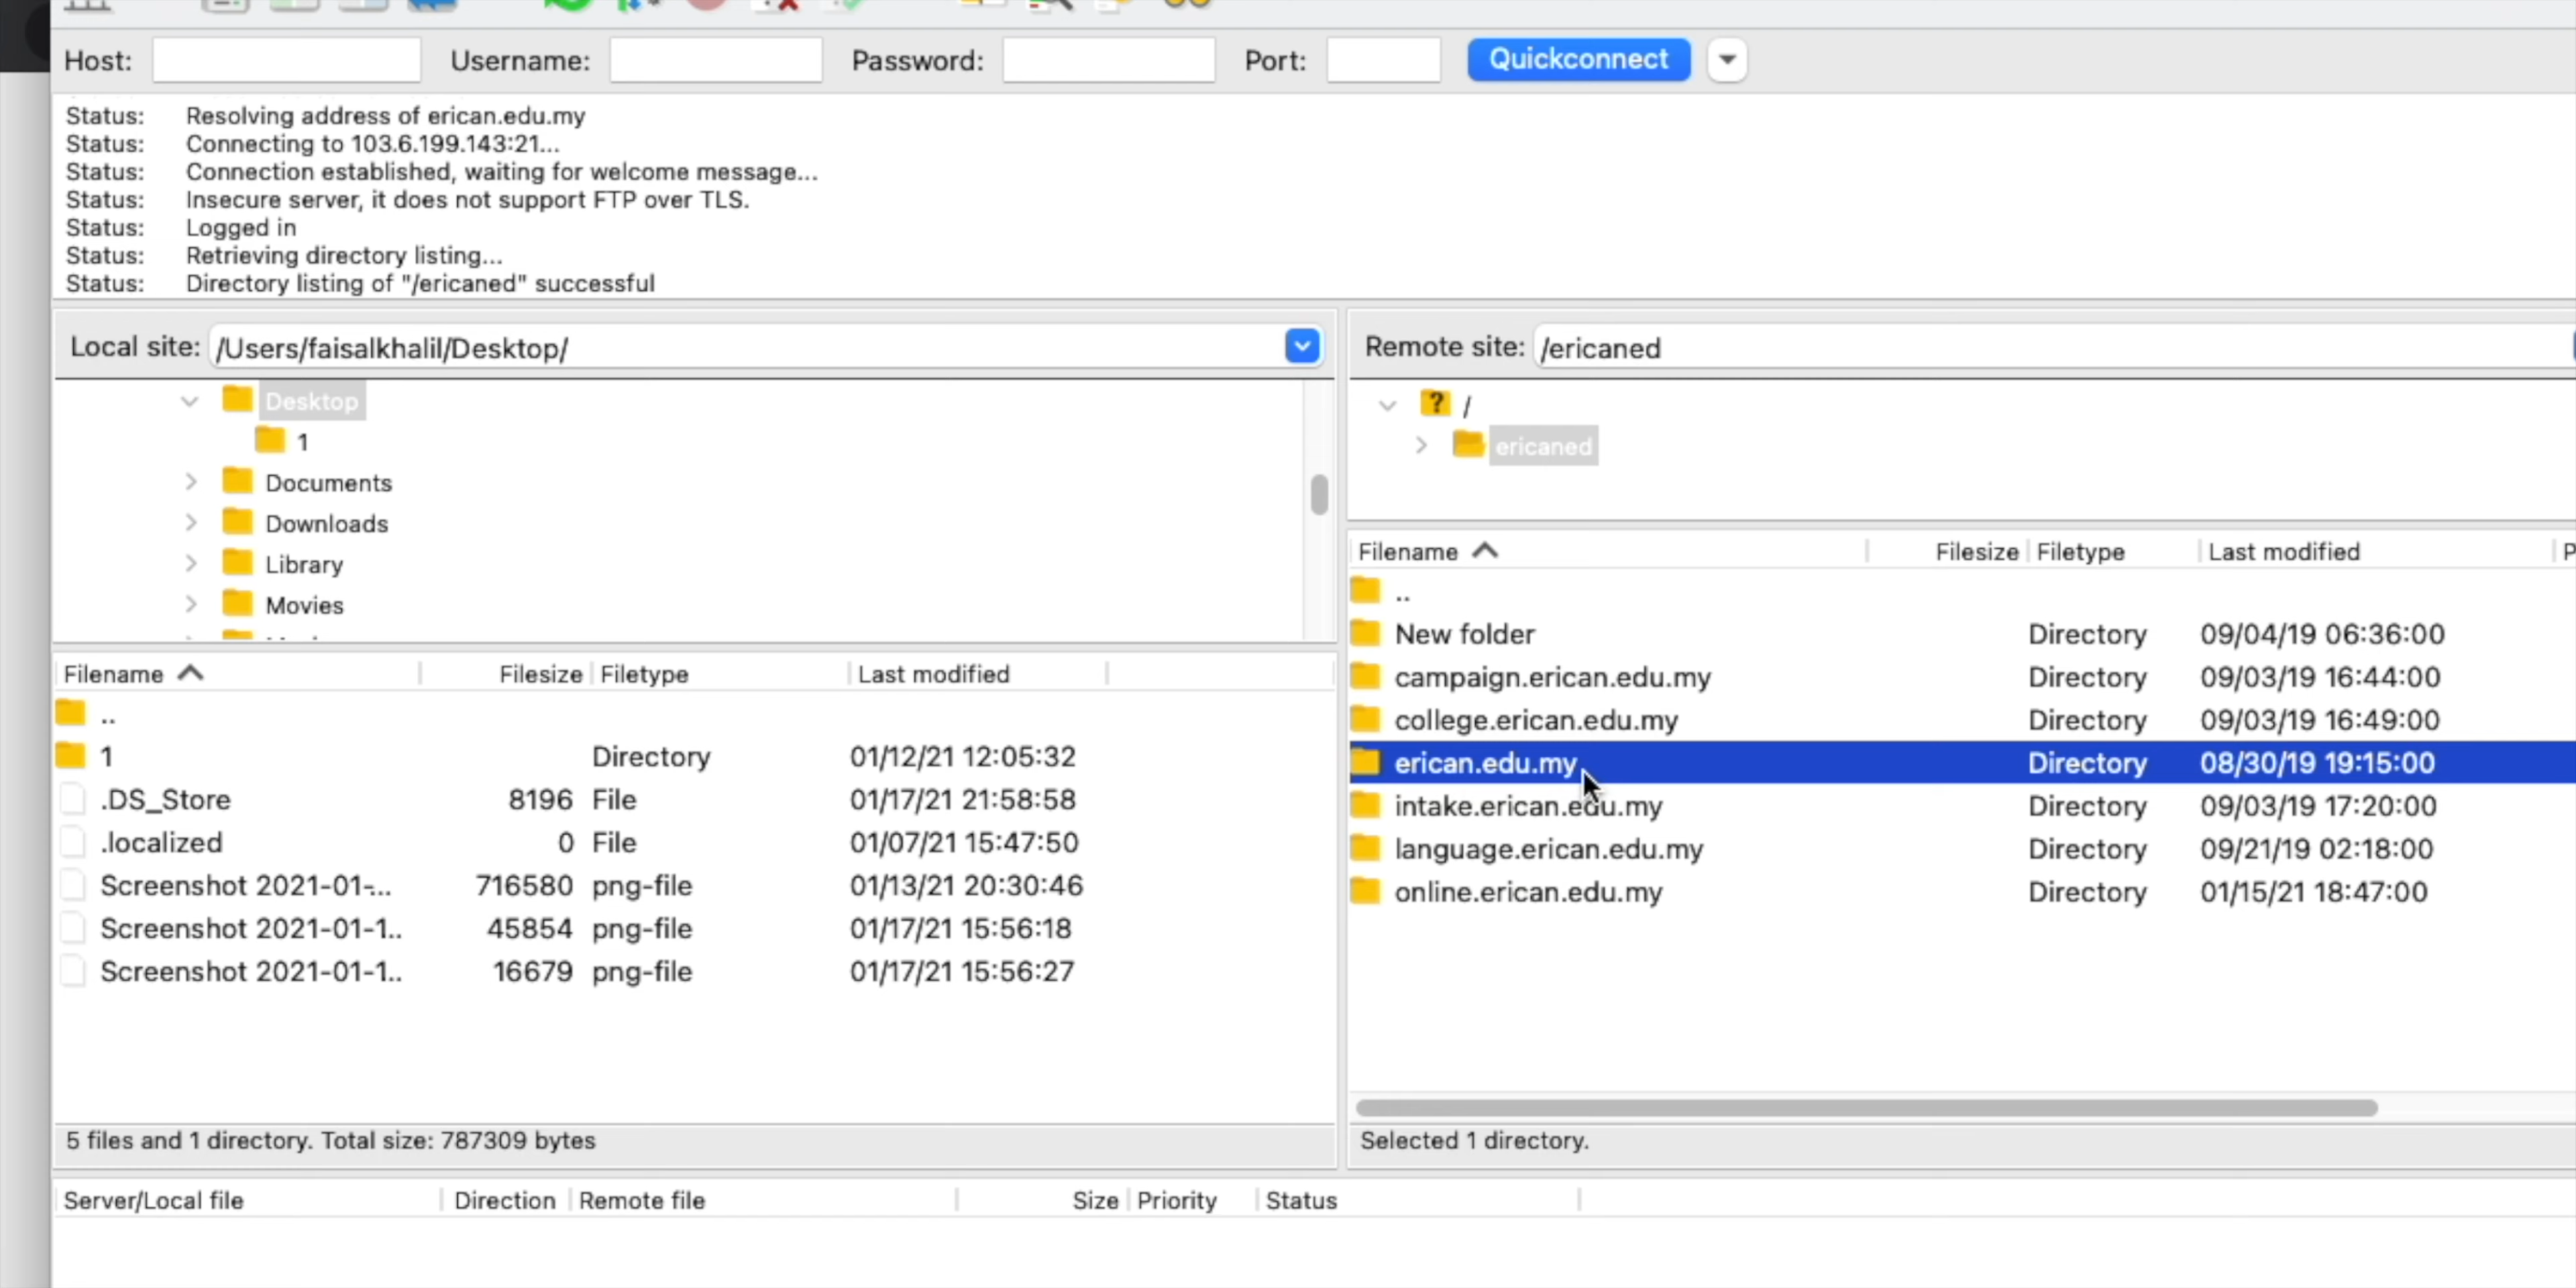 Host: Username: Password: Port: Quickconnect
Status: Resolving address of erican.edu.my
Status: Connecting to 103.6.199.143:21...
Status: Connection established, waiting for welcome message...
Status: Insecure server, it does not support FTP over TLS.
Status: Logged in
Status: Retrieving directory listing...
Status: Directory listing of "/ericaned" successful
Local site: /Users/faisalkhalil/Desktop/
Desktop
1
Documents
Downloads
Library
Movies
Filename Filesize Filetype Last modified
..
1 Directory 01/12/21 12:05:32
.DS_Store 8196 File 01/17/21 21:58:58
.localized 0 File 01/07/21 15:47:50
Screenshot 2021-01-... 716580 png-file 01/13/21 20:30:46
Screenshot 2021-01-1.. 45854 png-file 01/17/21 15:56:18
Screenshot 2021-01-1.. 16679 png-file 01/17/21 15:56:27
5 files and 1 directory. Total size: 787309 bytes
Remote site: /ericaned
? /
ericaned
Filename Filesize Filetype Last modified P
..
New folder Directory 09/04/19 06:36:00
campaign.erican.edu.my Directory 09/03/19 16:44:00
college.erican.edu.my Directory 09/03/19 16:49:00
erican.edu.my Directory 08/30/19 19:15:00
intake.erican.edu.my Directory 09/03/19 17:20:00
language.erican.edu.my Directory 09/21/19 02:18:00
online.erican.edu.my Directory 01/15/21 18:47:00
Selected 1 directory.
Server/Local file Direction Remote file Size Priority Status